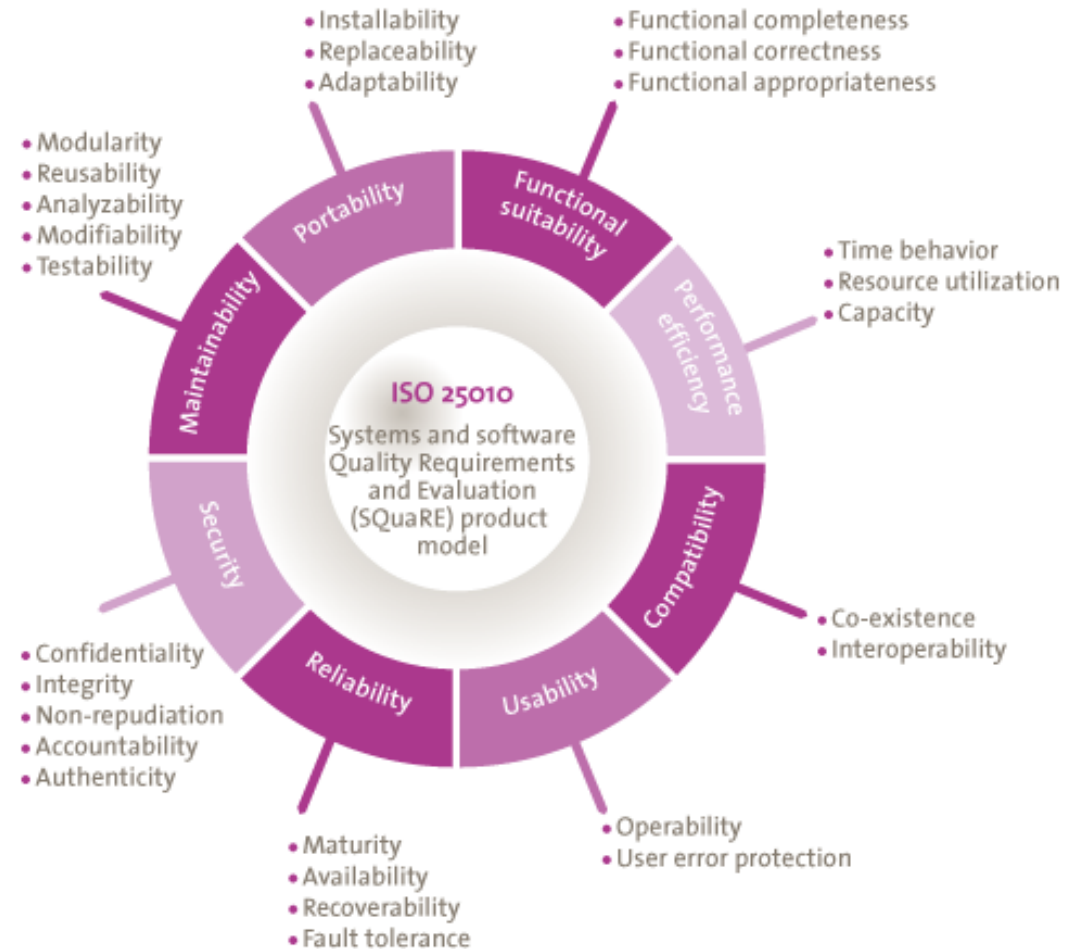 • Installability
• Replaceability
• Adaptability
• Functional completeness
• Functional correctness
• Functional appropriateness
• Modularity
• Reusability
• Analyzability
• Modifiability
• Testability
Portability
Functional
suitability
• Time behavior
• Resource utilization
• Capacity
Maintainability
Performance
efficiency
ISO 25010
Systems and software
Quality Requirements
and Evaluation
(SQuaRE) product
model
Security
Compatibility
• Co-existence
• Interoperability
• Confidentiality
• Integrity
• Non-repudiation
• Accountability
• Authenticity
Reliability
Usability
• Maturity
• Availability
• Recoverability
• Fault tolerance
• Operability
• User error protection